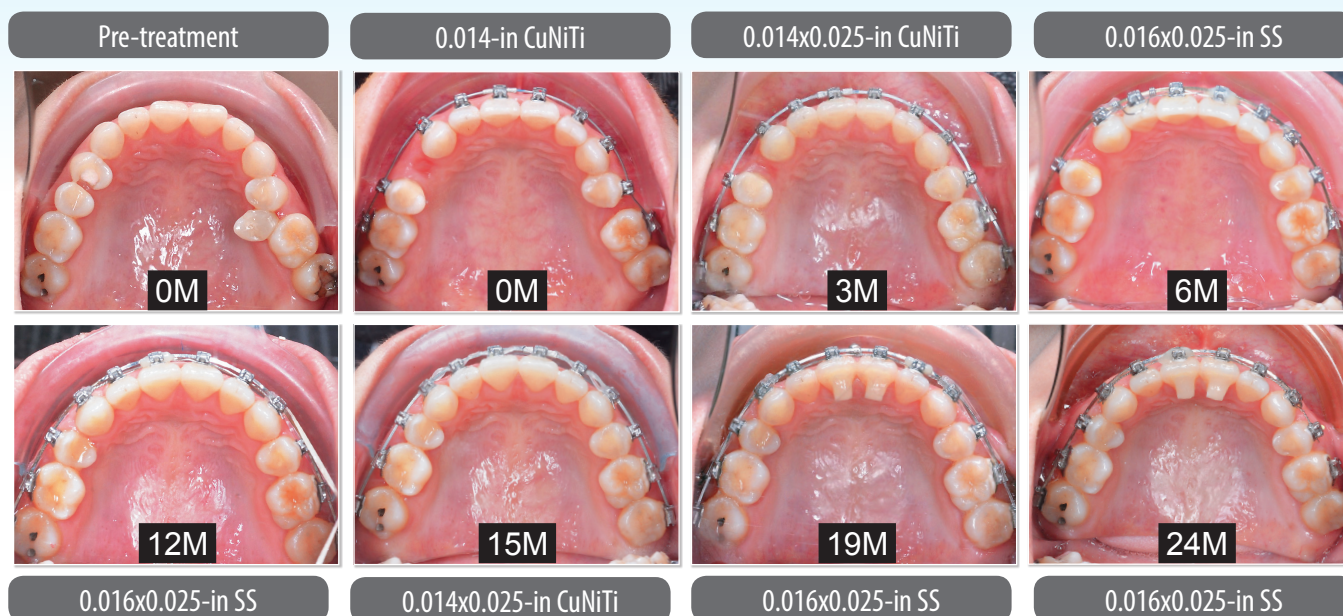 Pre-treatment
0.014-in CuNiTi
0.014x0.025-in CuNiTi
0.016x0.025-in SS
0M
0M
3M
6M
12M
15M
19M
24M
0.016x0.025-in SS
0.014x0.025-in CuNiTi
0.016x0.025-in SS
0.016x0.025-in SS